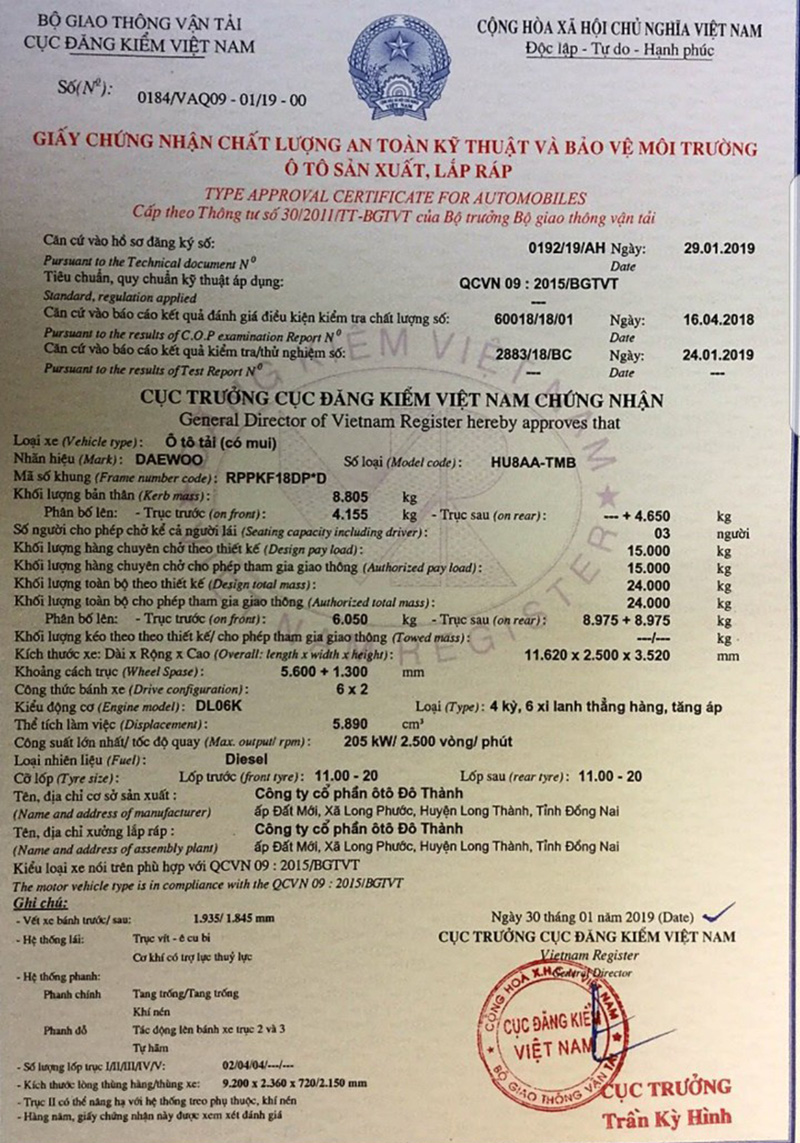 BỘ GIAO THÔNG VẬN TẢI
CỤC ĐĂNG KIỂM VIỆT NAM
CỘNG HÒA XÃ HỘI CHỦ NGHĨA VIỆT NAM
Độc lập - Tự do - Hạnh phúc
Số(Nº): 0184/VAQ09 - 01/19 - 00
GIẤY CHỨNG NHẬN CHẤT LƯỢNG AN TOÀN KỸ THUẬT VÀ BẢO VỆ MÔI TRƯỜNG
Ô TÔ SẢN XUẤT, LẮP RÁP
TYPE APPROVAL CERTIFICATE FOR AUTOMOBILES
Cấp theo Thông tư số 30/2011/TT-BGTVT của Bộ trưởng Bộ giao thông vận tải
Căn cứ vào hồ sơ đăng ký số: 0192/19/AH Ngày: 29.01.2019
Pursuant to the Technical document Nº Date
Tiêu chuẩn, quy chuẩn kỹ thuật áp dụng: QCVN 09 : 2015/BGTVT
Standard, regulation applied ---
Căn cứ vào báo cáo kết quả đánh giá điều kiện kiểm tra chất lượng số: 60018/18/01 Ngày: 16.04.2018
Pursuant to the results of C.O.P examination Report Nº Date
Căn cứ vào báo cáo kết quả kiểm tra/thử nghiệm số: 2883/18/BC Ngày: 24.01.2019
Pursuant to the results of Test Report Nº --- Date ---
CỤC TRƯỞNG CỤC ĐĂNG KIỂM VIỆT NAM CHỨNG NHẬN
General Director of Vietnam Register hereby approves that
Loại xe (Vehicle type) : Ô tô tải (có mui)
Nhãn hiệu (Mark) : DAEWOO Số loại (Model code) : HU8AA-TMB
Mã số khung (Frame number code) : RPPKF18DP*D
Khối lượng bản thân (Kerb mass) : 8.805 kg
Phân bố lên: - Trục trước (on front) : 4.155 kg - Trục sau (on rear) : --- + 4.650 kg
Số người cho phép chở kể cả người lái (Seating capacity including driver) : 03 người
Khối lượng hàng chuyên chở theo thiết kế (Design pay load) : 15.000 kg
Khối lượng hàng chuyên chở cho phép tham gia giao thông (Authorized pay load) : 15.000 kg
Khối lượng toàn bộ theo thiết kế (Design total mass) : 24.000 kg
Khối lượng toàn bộ cho phép tham gia giao thông (Authorized total mass) : 24.000 kg
Phân bố lên: - Trục trước (on front) : 6.050 kg - Trục sau (on rear) : 8.975 + 8.975 kg
Khối lượng kéo theo theo thiết kế/ cho phép tham gia giao thông (Towed mass) : ---/--- kg
Kích thước xe: Dài x Rộng x Cao (Overall: length x width x height) : 11.620 x 2.500 x 3.520 mm
Khoảng cách trục (Wheel Spase) : 5.600 + 1.300 mm
Công thức bánh xe (Drive configuration) : 6 x 2
Kiểu động cơ (Engine model) : DL06K Loại (Type) : 4 kỳ, 6 xi lanh thẳng hàng, tăng áp
Thể tích làm việc (Displacement) : 5.890 cm³
Công suất lớn nhất/ tốc độ quay (Max. output/ rpm) : 205 kW/ 2.500 vòng/ phút
Loại nhiên liệu (Fuel) : Diesel
Cỡ lốp (Tyre size) : Lốp trước (front tyre) : 11.00 - 20 Lốp sau (rear tyre) : 11.00 - 20
Tên, địa chỉ cơ sở sản xuất : Công ty cổ phần ôtô Đô Thành
(Name and address of manufacturer) ấp Đất Mới, Xã Long Phước, Huyện Long Thành, Tỉnh Đồng Nai
Tên, địa chỉ xưởng lắp ráp : Công ty cổ phần ôtô Đô Thành
(Name and address of assembly plant) ấp Đất Mới, Xã Long Phước, Huyện Long Thành, Tỉnh Đồng Nai
Kiểu loại xe nói trên phù hợp với QCVN 09 : 2015/BGTVT
The motor vehicle type is in compliance with the QCVN 09 : 2015/BGTVT
Ghi chú:
- Vết xe bánh trước/ sau: 1.935/ 1.845 mm
- Hệ thống lái: Trục vít - ê cu bi
Cơ khí có trợ lực thuỷ lực
- Hệ thống phanh:
Phanh chính Tang trống/Tang trống
Khí nén
Phanh đỗ Tác động lên bánh xe trục 2 và 3
Tự hãm
- Số lượng lốp trục I/II/III/IV/V: 02/04/04/---/---
- Kích thước lòng thùng hàng/thùng xe: 9.200 x 2.360 x 720/2.150 mm
- Trục II có thể nâng hạ với hệ thống treo phụ thuộc, khí nén
- Hàng năm, giấy chứng nhận này được xem xét đánh giá
Ngày 30 tháng 01 năm 2019 (Date)
CỤC TRƯỞNG CỤC ĐĂNG KIỂM VIỆT NAM
Vietnam Register
General Director
CỘNG HÒA X.H.C.N VIỆT NAM
CỤC ĐĂNG KIỂM
VIỆT NAM
BỘ GIAO THÔNG VẬN TẢI
CỤC TRƯỞNG
Trần Kỳ Hình